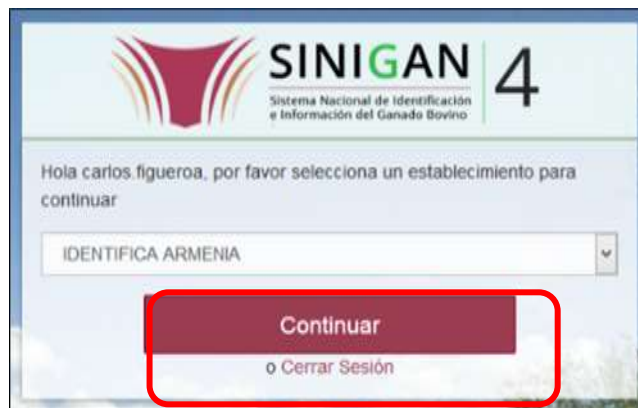 SINIGAN 4
Sistema Nacional de Identificación
e Información del Ganado Bovino
Hola carlos.figueroa, por favor selecciona un establecimiento para
continuar
IDENTIFICA ARMENIA
Continuar
o Cerrar Sesión